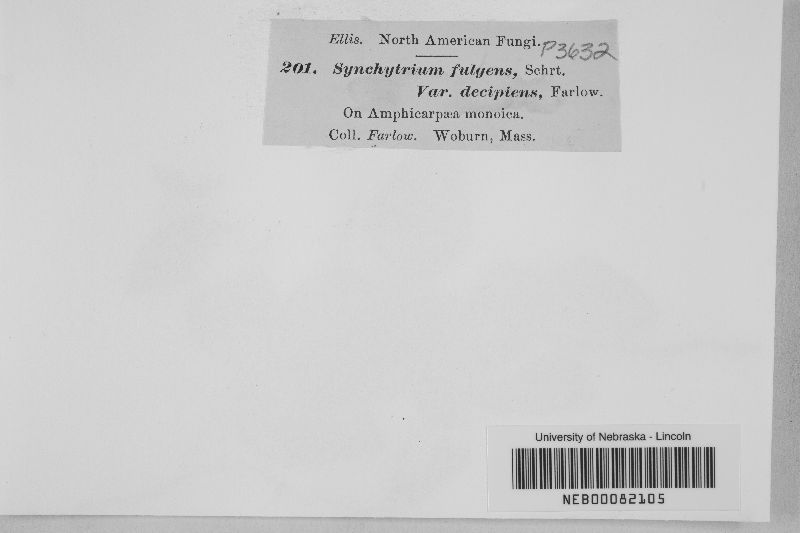 Ellis. North American Fungi. P3632
201. Synchytrium fulgens, Schrt.
Var. decipiens, Farlow.
On Amphicarpæa monoica.
Coll. Farlow. Woburn, Mass.
University of Nebraska - Lincoln
NEB00082105